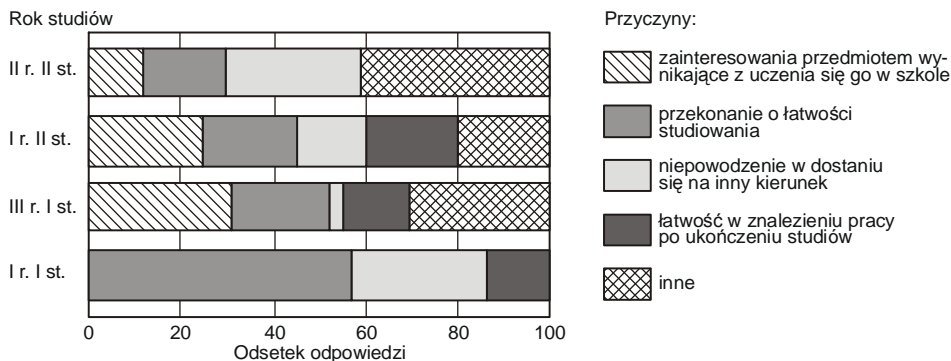 Rok studiów
II r. II st.
I r. II st.
III r. I st.
I r. I st.
0 20 40 60 80 100
Odsetek odpowiedzi
Przyczyny:
zainteresowania przedmiotem wy-
nikające z uczenia się go w szkole
przekonanie o łatwości
studiowania
niepowodzenie w dostaniu
się na inny kierunek
łatwość w znalezieniu pracy
po ukończeniu studiów
inne